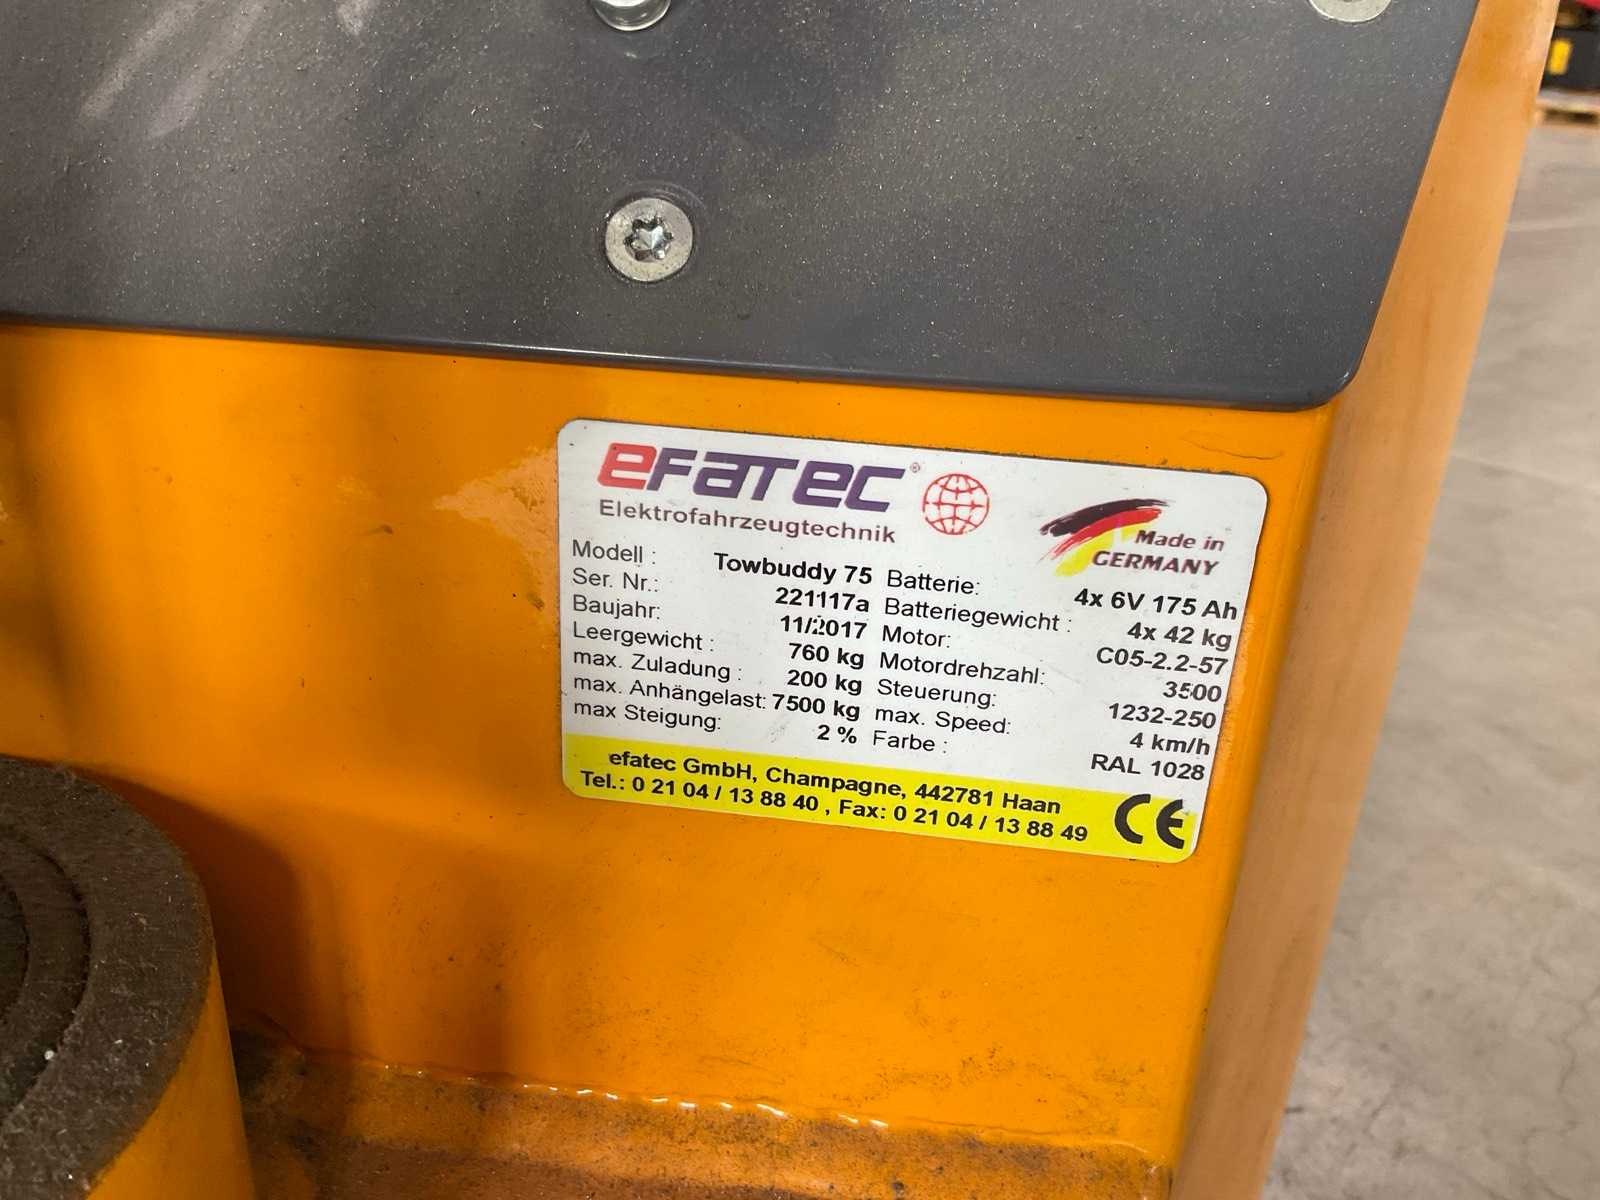 efatec®
Elektrofahrzeugtechnik
Made in
GERMANY
Modell : Towbuddy 75 Batterie: 4x 6V 175 Ah
Ser. Nr.: 221117a Batteriegewicht : 4x 42 kg
Baujahr: 11/2017 Motor: C05-2.2-57
Leergewicht : 760 kg Motordrehzahl: 3500
max. Zuladung : 200 kg Steuerung: 1232-250
max. Anhängelast: 7500 kg max. Speed: 4 km/h
max Steigung: 2 % Farbe : RAL 1028
efatec GmbH, Champagne, 442781 Haan
Tel.: 0 21 04 / 13 88 40 , Fax: 0 21 04 / 13 88 49
CE